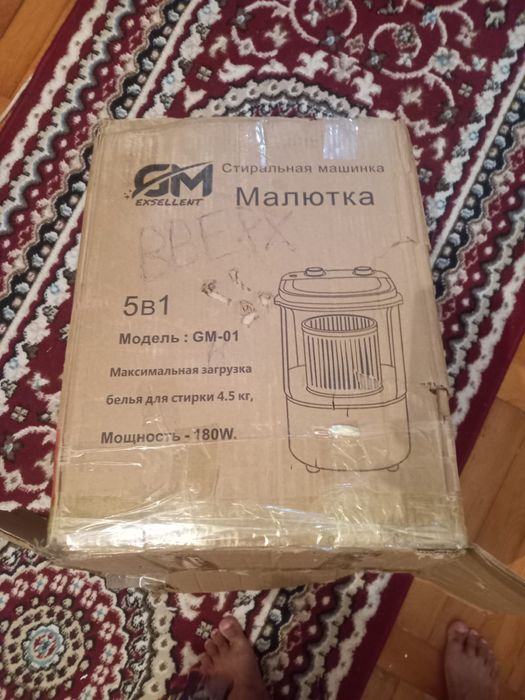 GM
EXSELLENT
Стиральная машинка
Малютка
ВВЕРХ
5в1
Модель : GM-01
Максимальная загрузка
белья для стирки 4.5 кг,
Мощность - 180W.